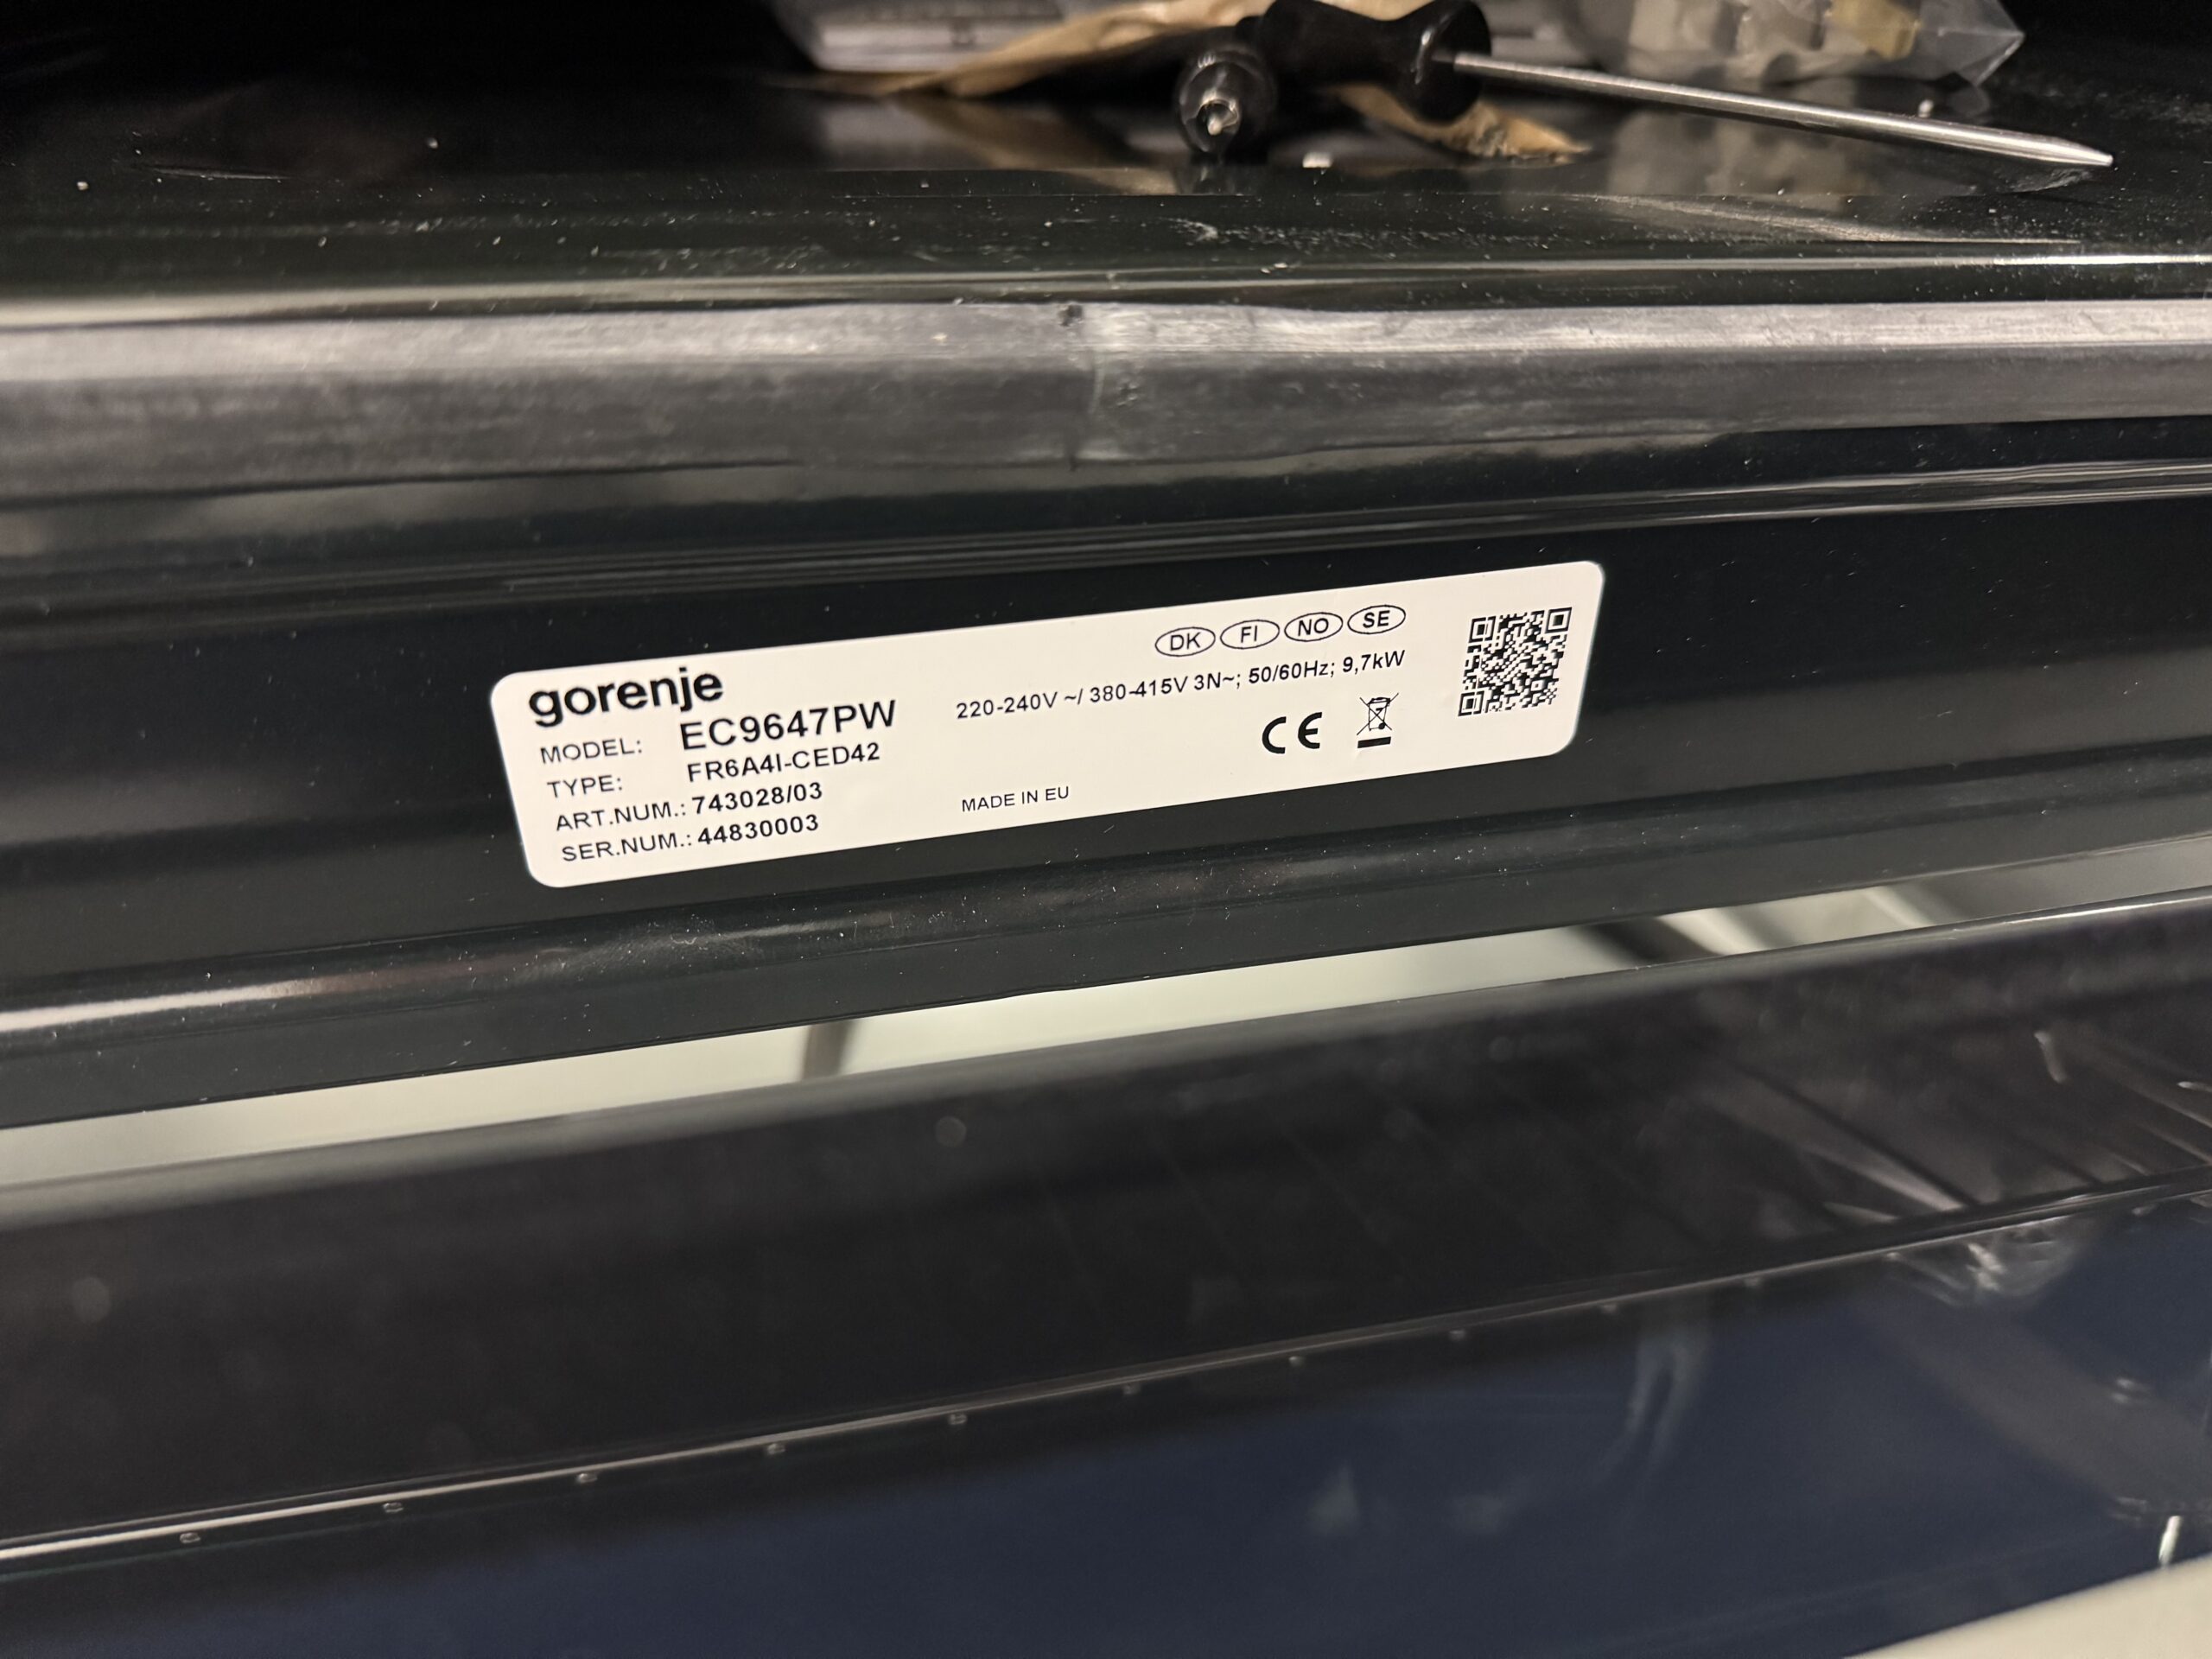 gorenje
MODEL: EC9647PW
TYPE: FR6A4I-CED42
ART.NUM.: 743028/03
SER.NUM.: 44830003
DK FI NO SE
220-240V ~/ 380-415V 3N~; 50/60Hz; 9,7kW
CE
MADE IN EU